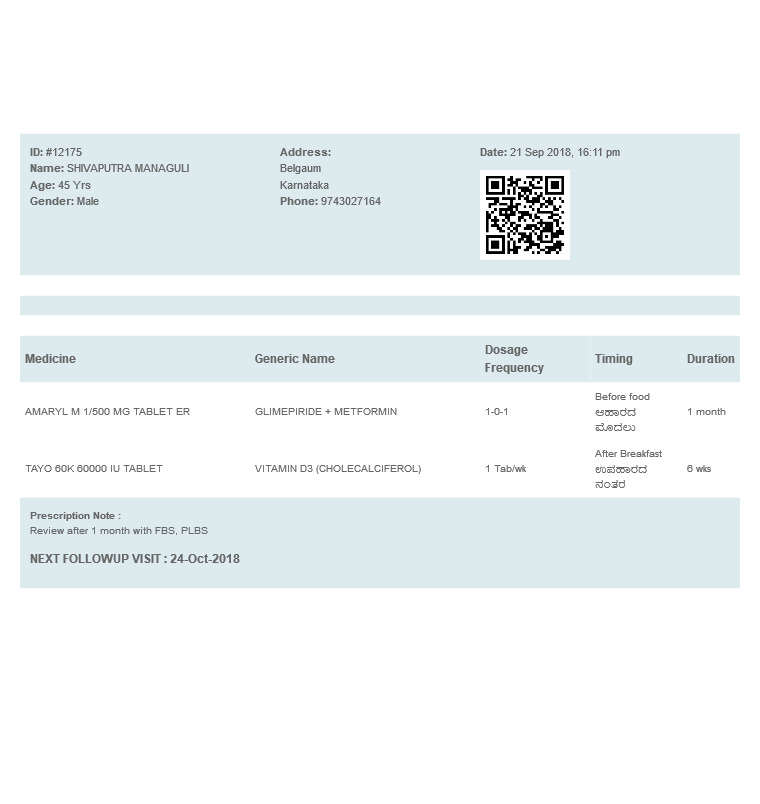 ID: #12175
Name: SHIVAPUTRA MANAGULI
Age: 45 Yrs
Gender: Male
Address:
Belgaum
Karnataka
Phone: 9743027164
Date: 21 Sep 2018, 16:11 pm
Medicine Generic Name Dosage Frequency Timing Duration
AMARYL M 1/500 MG TABLET ER GLIMEPIRIDE + METFORMIN 1-0-1 Before food 1 month
ಆಹಾರದ
ಮೊದಲು
TAYO 60K 60000 IU TABLET VITAMIN D3 (CHOLECALCIFEROL) 1 Tab/wk After Breakfast 6 wks
ಉಪಹಾರದ
ನಂತರ
Prescription Note :
Review after 1 month with FBS, PLBS
NEXT FOLLOWUP VISIT : 24-Oct-2018